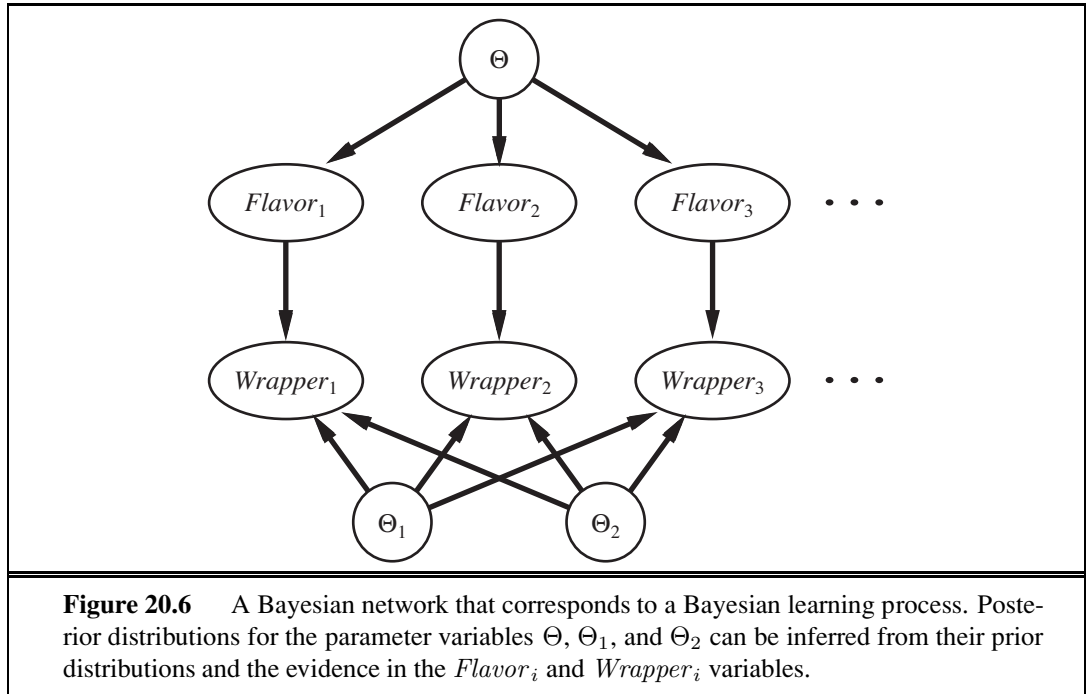 Θ
Flavor₁ Flavor₂ Flavor₃ . . .
Wrapper₁ Wrapper₂ Wrapper₃ . . .
Θ₁ Θ₂
Figure 20.6 A Bayesian network that corresponds to a Bayesian learning process. Poste-
rior distributions for the parameter variables Θ, Θ₁, and Θ₂ can be inferred from their prior
distributions and the evidence in the Flavorᵢ and Wrapperᵢ variables.